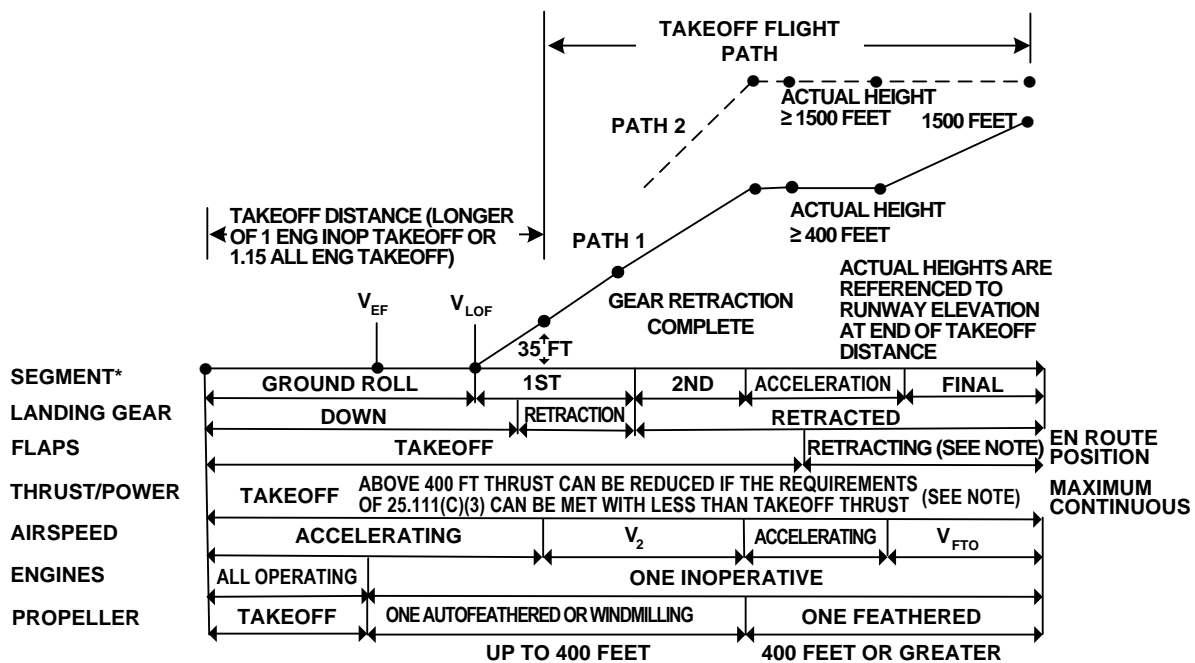 TAKEOFF FLIGHT
PATH
ACTUAL HEIGHT
≥ 1500 FEET
1500 FEET
PATH 2
TAKEOFF DISTANCE (LONGER
OF 1 ENG INOP TAKEOFF OR
1.15 ALL ENG TAKEOFF)
PATH 1
ACTUAL HEIGHT
≥ 400 FEET
ACTUAL HEIGHTS ARE
REFERENCED TO
RUNWAY ELEVATION
AT END OF TAKEOFF
DISTANCE
GEAR RETRACTION
COMPLETE
VEF
VLOF
35 FT
SEGMENT* GROUND ROLL 1ST 2ND ACCELERATION FINAL
LANDING GEAR DOWN RETRACTION RETRACTED
FLAPS TAKEOFF RETRACTING (SEE NOTE) EN ROUTE
POSITION
THRUST/POWER TAKEOFF ABOVE 400 FT THRUST CAN BE REDUCED IF THE REQUIREMENTS
OF 25.111(C)(3) CAN BE MET WITH LESS THAN TAKEOFF THRUST (SEE NOTE) MAXIMUM
CONTINUOUS
AIRSPEED ACCELERATING V2 ACCELERATING VFTO
ENGINES ALL OPERATING ONE INOPERATIVE
PROPELLER TAKEOFF ONE AUTOFEATHERED OR WINDMILLING ONE FEATHERED
UP TO 400 FEET 400 FEET OR GREATER